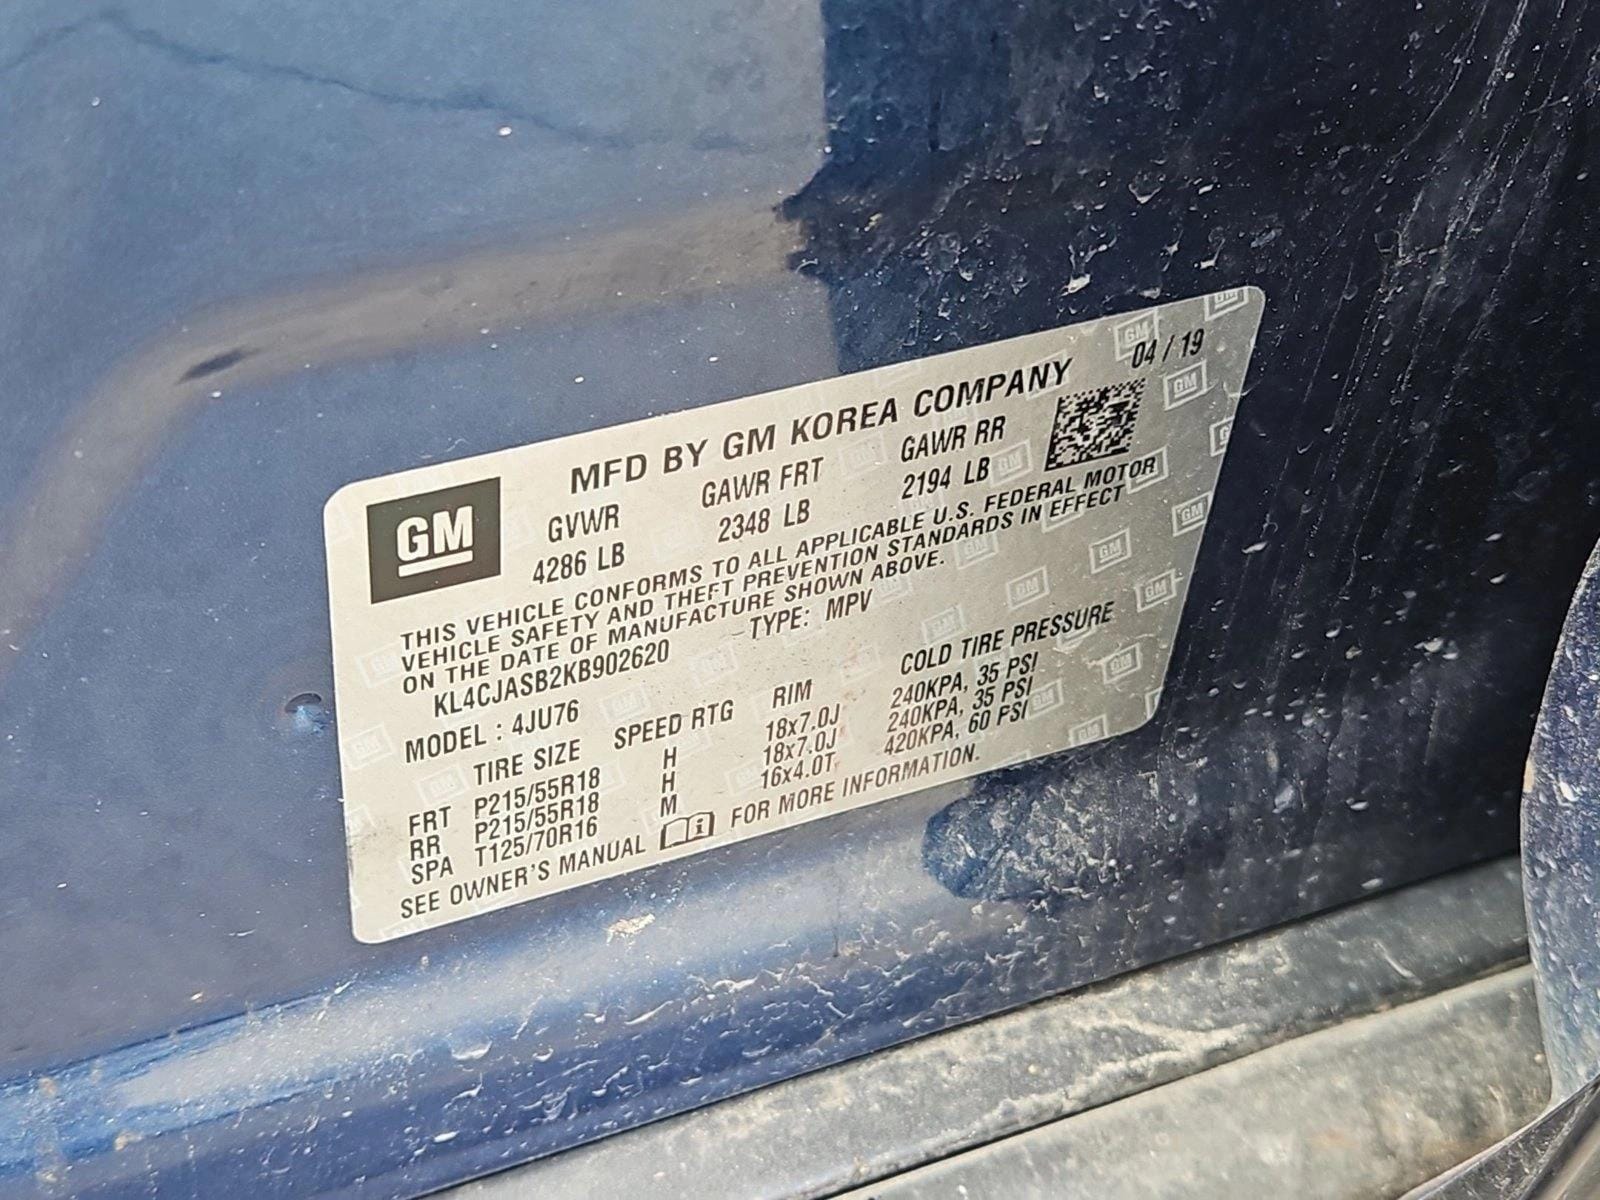 MFD BY GM KOREA COMPANY 04 / 19
GM
GVWR GAWR FRT GAWR RR
4286 LB 2348 LB 2194 LB
THIS VEHICLE CONFORMS TO ALL APPLICABLE U.S. FEDERAL MOTOR
VEHICLE SAFETY AND THEFT PREVENTION STANDARDS IN EFFECT
ON THE DATE OF MANUFACTURE SHOWN ABOVE.
KL4CJASB2KB902620 TYPE: MPV
MODEL : 4JU76
TIRE SIZE SPEED RTG RIM COLD TIRE PRESSURE
FRT P215/55R18 H 18x7.0J 240KPA, 35 PSI
RR P215/55R18 H 18x7.0J 240KPA, 35 PSI
SPA T125/70R16 M 16x4.0T 420KPA, 60 PSI
SEE OWNER'S MANUAL i FOR MORE INFORMATION.